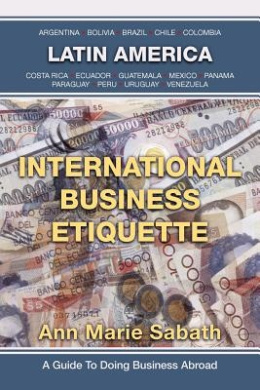 ARGENTINA BOLIVIA BRAZIL CHILE COLOMBIA
LATIN AMERICA
COSTA RICA ECUADOR GUATEMALA MEXICO PANAMA
PARAGUAY PERU URUGUAY VENEZUELA
INTERNATIONAL
BUSINESS
ETIQUETTE
Ann Marie Sabath
A Guide To Doing Business Abroad